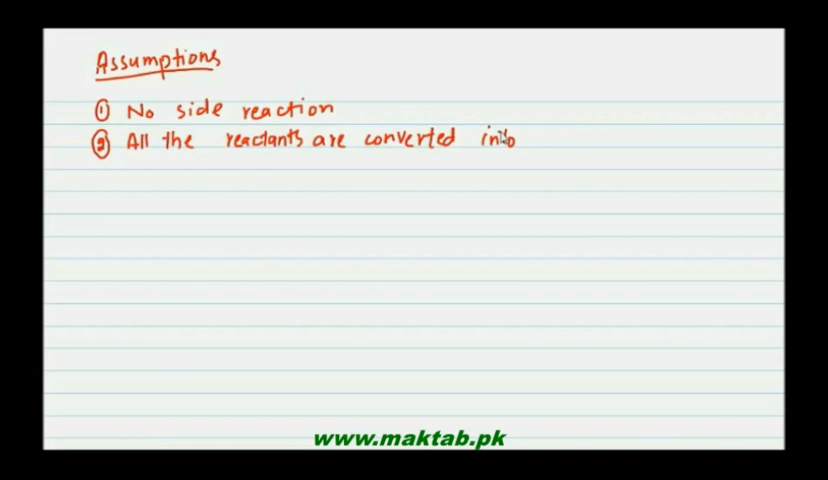 Assumptions
① No side reaction
② All the reactants are converted into
www.maktab.pk